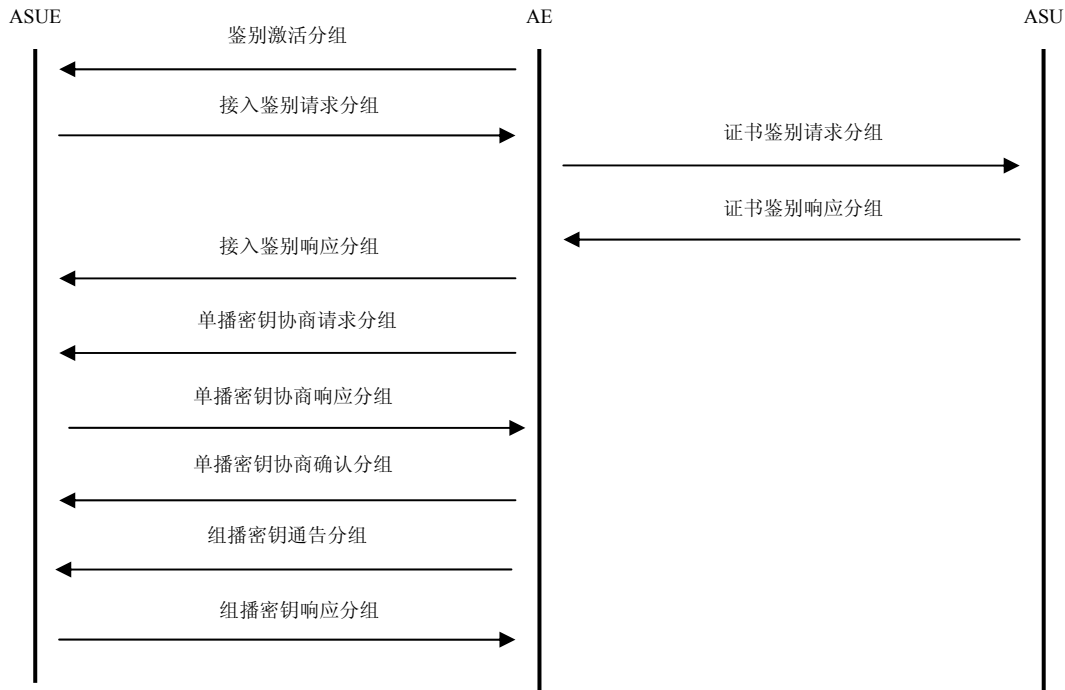 ASUE
AE
ASU
鉴别激活分组
接入鉴别请求分组
证书鉴别请求分组
证书鉴别响应分组
接入鉴别响应分组
单播密钥协商请求分组
单播密钥协商响应分组
单播密钥协商确认分组
组播密钥通告分组
组播密钥响应分组